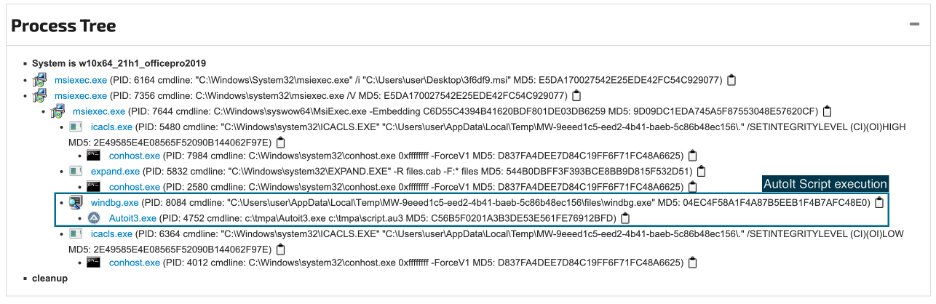 Process Tree
System is w10x64_21h1_officepro2019
msiexec.exe (PID: 6164 cmdline: "C:\Windows\System32\msiexec.exe" /i "C:\Users\user\Desktop\3f6df9.msi" MD5: E5DA170027542E25EDE42FC54C929077)
msiexec.exe (PID: 7356 cmdline: C:\Windows\system32\msiexec.exe /V MD5: E5DA170027542E25EDE42FC54C929077)
msiexec.exe (PID: 7644 cmdline: C:\Windows\syswow64\MsiExec.exe -Embedding C6D55C4394B41620BDF801DE03DB6259 MD5: 9D09DC1EDA745A5F87553048E57620CF)
icacls.exe (PID: 5480 cmdline: "C:\Windows\system32\ICACLS.EXE" "C:\Users\user\AppData\Local\Temp\MW-9eeed1c5-eed2-4b41-baeb-5c86b48ec156\." /SETINTEGRITYLEVEL (CI)(OI)HIGH
MD5: 2E49585E4E08565F52090B144062F97E)
conhost.exe (PID: 7984 cmdline: C:\Windows\system32\conhost.exe 0xffffffff -ForceV1 MD5: D837FA4DEE7D84C19FF6F71FC48A6625)
expand.exe (PID: 5832 cmdline: "C:\Windows\system32\EXPAND.EXE" -R files.cab -F:* files MD5: 544B0DBFF3F393BCE8BB9D815F532D51)
conhost.exe (PID: 2580 cmdline: C:\Windows\system32\conhost.exe 0xffffffff -ForceV1 MD5: D837FA4DEE7D84C19FF6F71FC48A6625)
AutoIt Script execution
windbg.exe (PID: 8084 cmdline: "C:\Users\user\AppData\Local\Temp\MW-9eeed1c5-eed2-4b41-baeb-5c86b48ec156\files\windbg.exe" MD5: 04EC4F58A1F4A87B5EEB1F4B7AFC48E0)
Autoit3.exe (PID: 4752 cmdline: c:\tmpa\Autoit3.exe c:\tmpa\script.au3 MD5: C56B5F0201A3B3DE53E561FE76912BFD)
icacls.exe (PID: 6364 cmdline: "C:\Windows\system32\ICACLS.EXE" "C:\Users\user\AppData\Local\Temp\MW-9eeed1c5-eed2-4b41-baeb-5c86b48ec156\." /SETINTEGRITYLEVEL (CI)(OI)LOW
MD5: 2E49585E4E08565F52090B144062F97E)
conhost.exe (PID: 4012 cmdline: C:\Windows\system32\conhost.exe 0xffffffff -ForceV1 MD5: D837FA4DEE7D84C19FF6F71FC48A6625)
cleanup